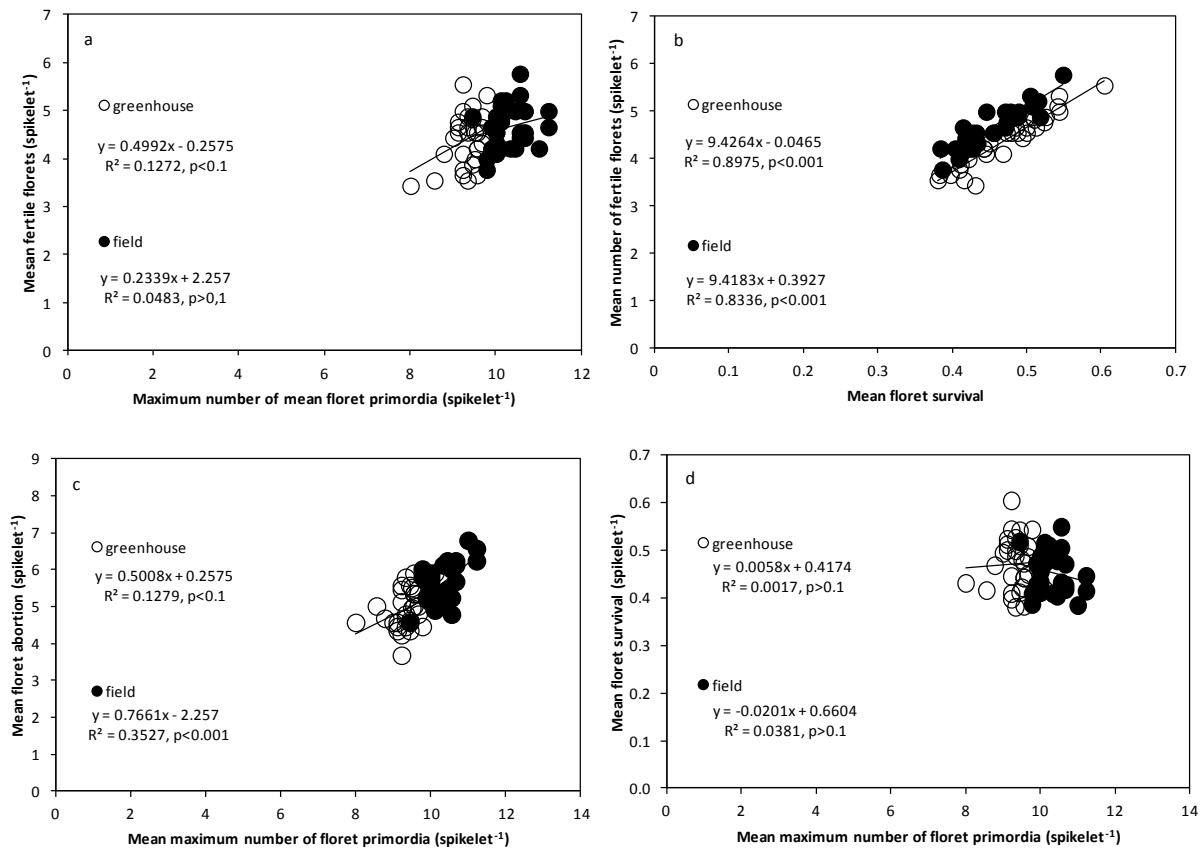 a
Mesan fertile florets (spikelet⁻¹)
7
6
5
4
3
2
1
0
greenhouse
y = 0.4992x - 0.2575
R² = 0.1272, p<0.1
field
y = 0.2339x + 2.257
R² = 0.0483, p>0,1
0 2 4 6 8 10 12
Maximum number of mean floret primordia (spikelet⁻¹)
b
Mean number of fertile florets (spikelet⁻¹)
7
6
5
4
3
2
1
0
greenhouse
y = 9.4264x - 0.0465
R² = 0.8975, p<0.001
field
y = 9.4183x + 0.3927
R² = 0.8336, p<0.001
0 0.1 0.2 0.3 0.4 0.5 0.6
Mean floret survival
c
Mean floret abortion (spikelet⁻¹)
9
8
7
6
5
4
3
2
1
0
greenhouse
y = 0.5008x + 0.2575
R² = 0.1279, p<0.1
field
y = 0.7661x - 2.257
R² = 0.3527, p<0.001
0 2 4 6 8 10 12 14
Mean maximum number of floret primordia (spikelet⁻¹)
d
Mean floret survival (spikelet⁻¹)
0.7
0.6
0.5
0.4
0.3
0.2
0.1
0.0
greenhouse
y = 0.0058x + 0.4174
R² = 0.0017, p>0.1
field
y = -0.0201x + 0.6604
R² = 0.0381, p>0.1
0 2 4 6 8 10 12 14
Mean maximum number of floret primordia (spikelet⁻¹)